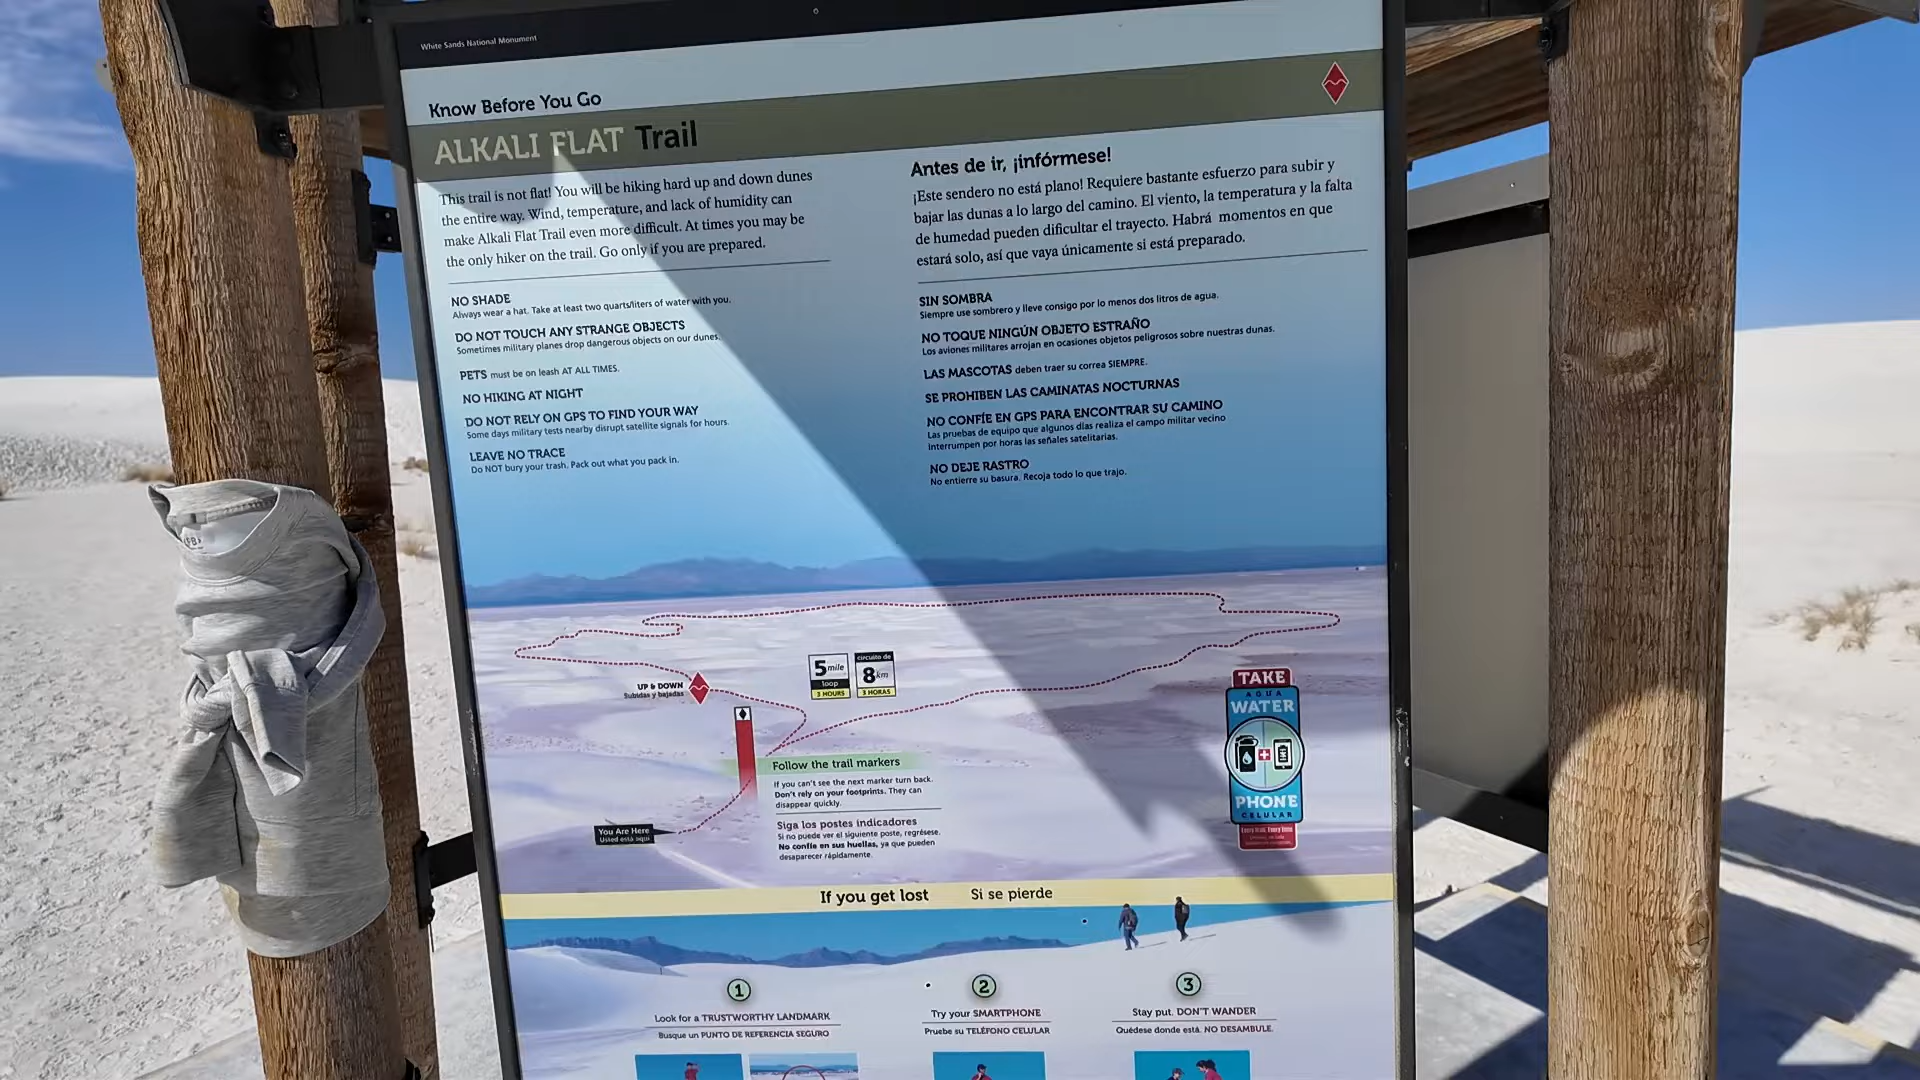 White Sands National Monument
Know Before You Go
ALKALI FLAT Trail
This trail is not flat! You will be hiking hard up and down dunes
the entire way. Wind, temperature, and lack of humidity can
make Alkali Flat Trail even more difficult. At times you may be
the only hiker on the trail. Go only if you are prepared.
NO SHADE
Always wear a hat. Take at least two quarts/liters of water with you.
DO NOT TOUCH ANY STRANGE OBJECTS
Sometimes military planes drop dangerous objects on our dunes.
PETS must be on leash AT ALL TIMES.
NO HIKING AT NIGHT
DO NOT RELY ON GPS TO FIND YOUR WAY
Some days military tests nearby disrupt satellite signals for hours.
LEAVE NO TRACE
Do NOT bury your trash. Pack out what you pack in.
Antes de ir, ¡infórmese!
¡Este sendero no está plano! Requiere bastante esfuerzo para subir y
bajar las dunas a lo largo del camino. El viento, la temperatura y la falta
de humedad pueden dificultar el trayecto. Habrá momentos en que
estará solo, así que vaya únicamente si está preparado.
SIN SOMBRA
Siempre use sombrero y lleve consigo por lo menos dos litros de agua.
NO TOQUE NINGÚN OBJETO ESTRAÑO
Los aviones militares arrojan en ocasiones objetos peligrosos sobre nuestras dunas.
LAS MASCOTAS deben traer su correa SIEMPRE.
SE PROHIBEN LAS CAMINATAS NOCTURNAS
NO CONFÍE EN GPS PARA ENCONTRAR SU CAMINO
Las pruebas de equipo que algunos días realiza el campo militar vecino
interrumpen por horas las señales satelitarias.
NO DEJE RASTRO
No entierre su basura. Recoja todo lo que trajo.
UP & DOWN
Subidas y bajadas
5 mile
loop
3 HOURS
circuito de
8 km
3 HORAS
TAKE
AGUA
WATER
PHONE
CELULAR
Follow the trail markers
If you can't see the next marker turn back.
Don't rely on your footprints. They can
disappear quickly.
Siga los postes indicadores
Si no puede ver el siguiente poste, regrésese.
No confíe en sus huellas, ya que pueden
desaparecer rápidamente.
You Are Here
Usted está aquí
If you get lost Si se pierde
1
Look for a TRUSTWORTHY LANDMARK
Busque un PUNTO DE REFERENCIA SEGURO
2
Try your SMARTPHONE
Pruebe su TELÉFONO CELULAR
3
Stay put. DON'T WANDER
Quédese donde está. NO DESAMBULE.